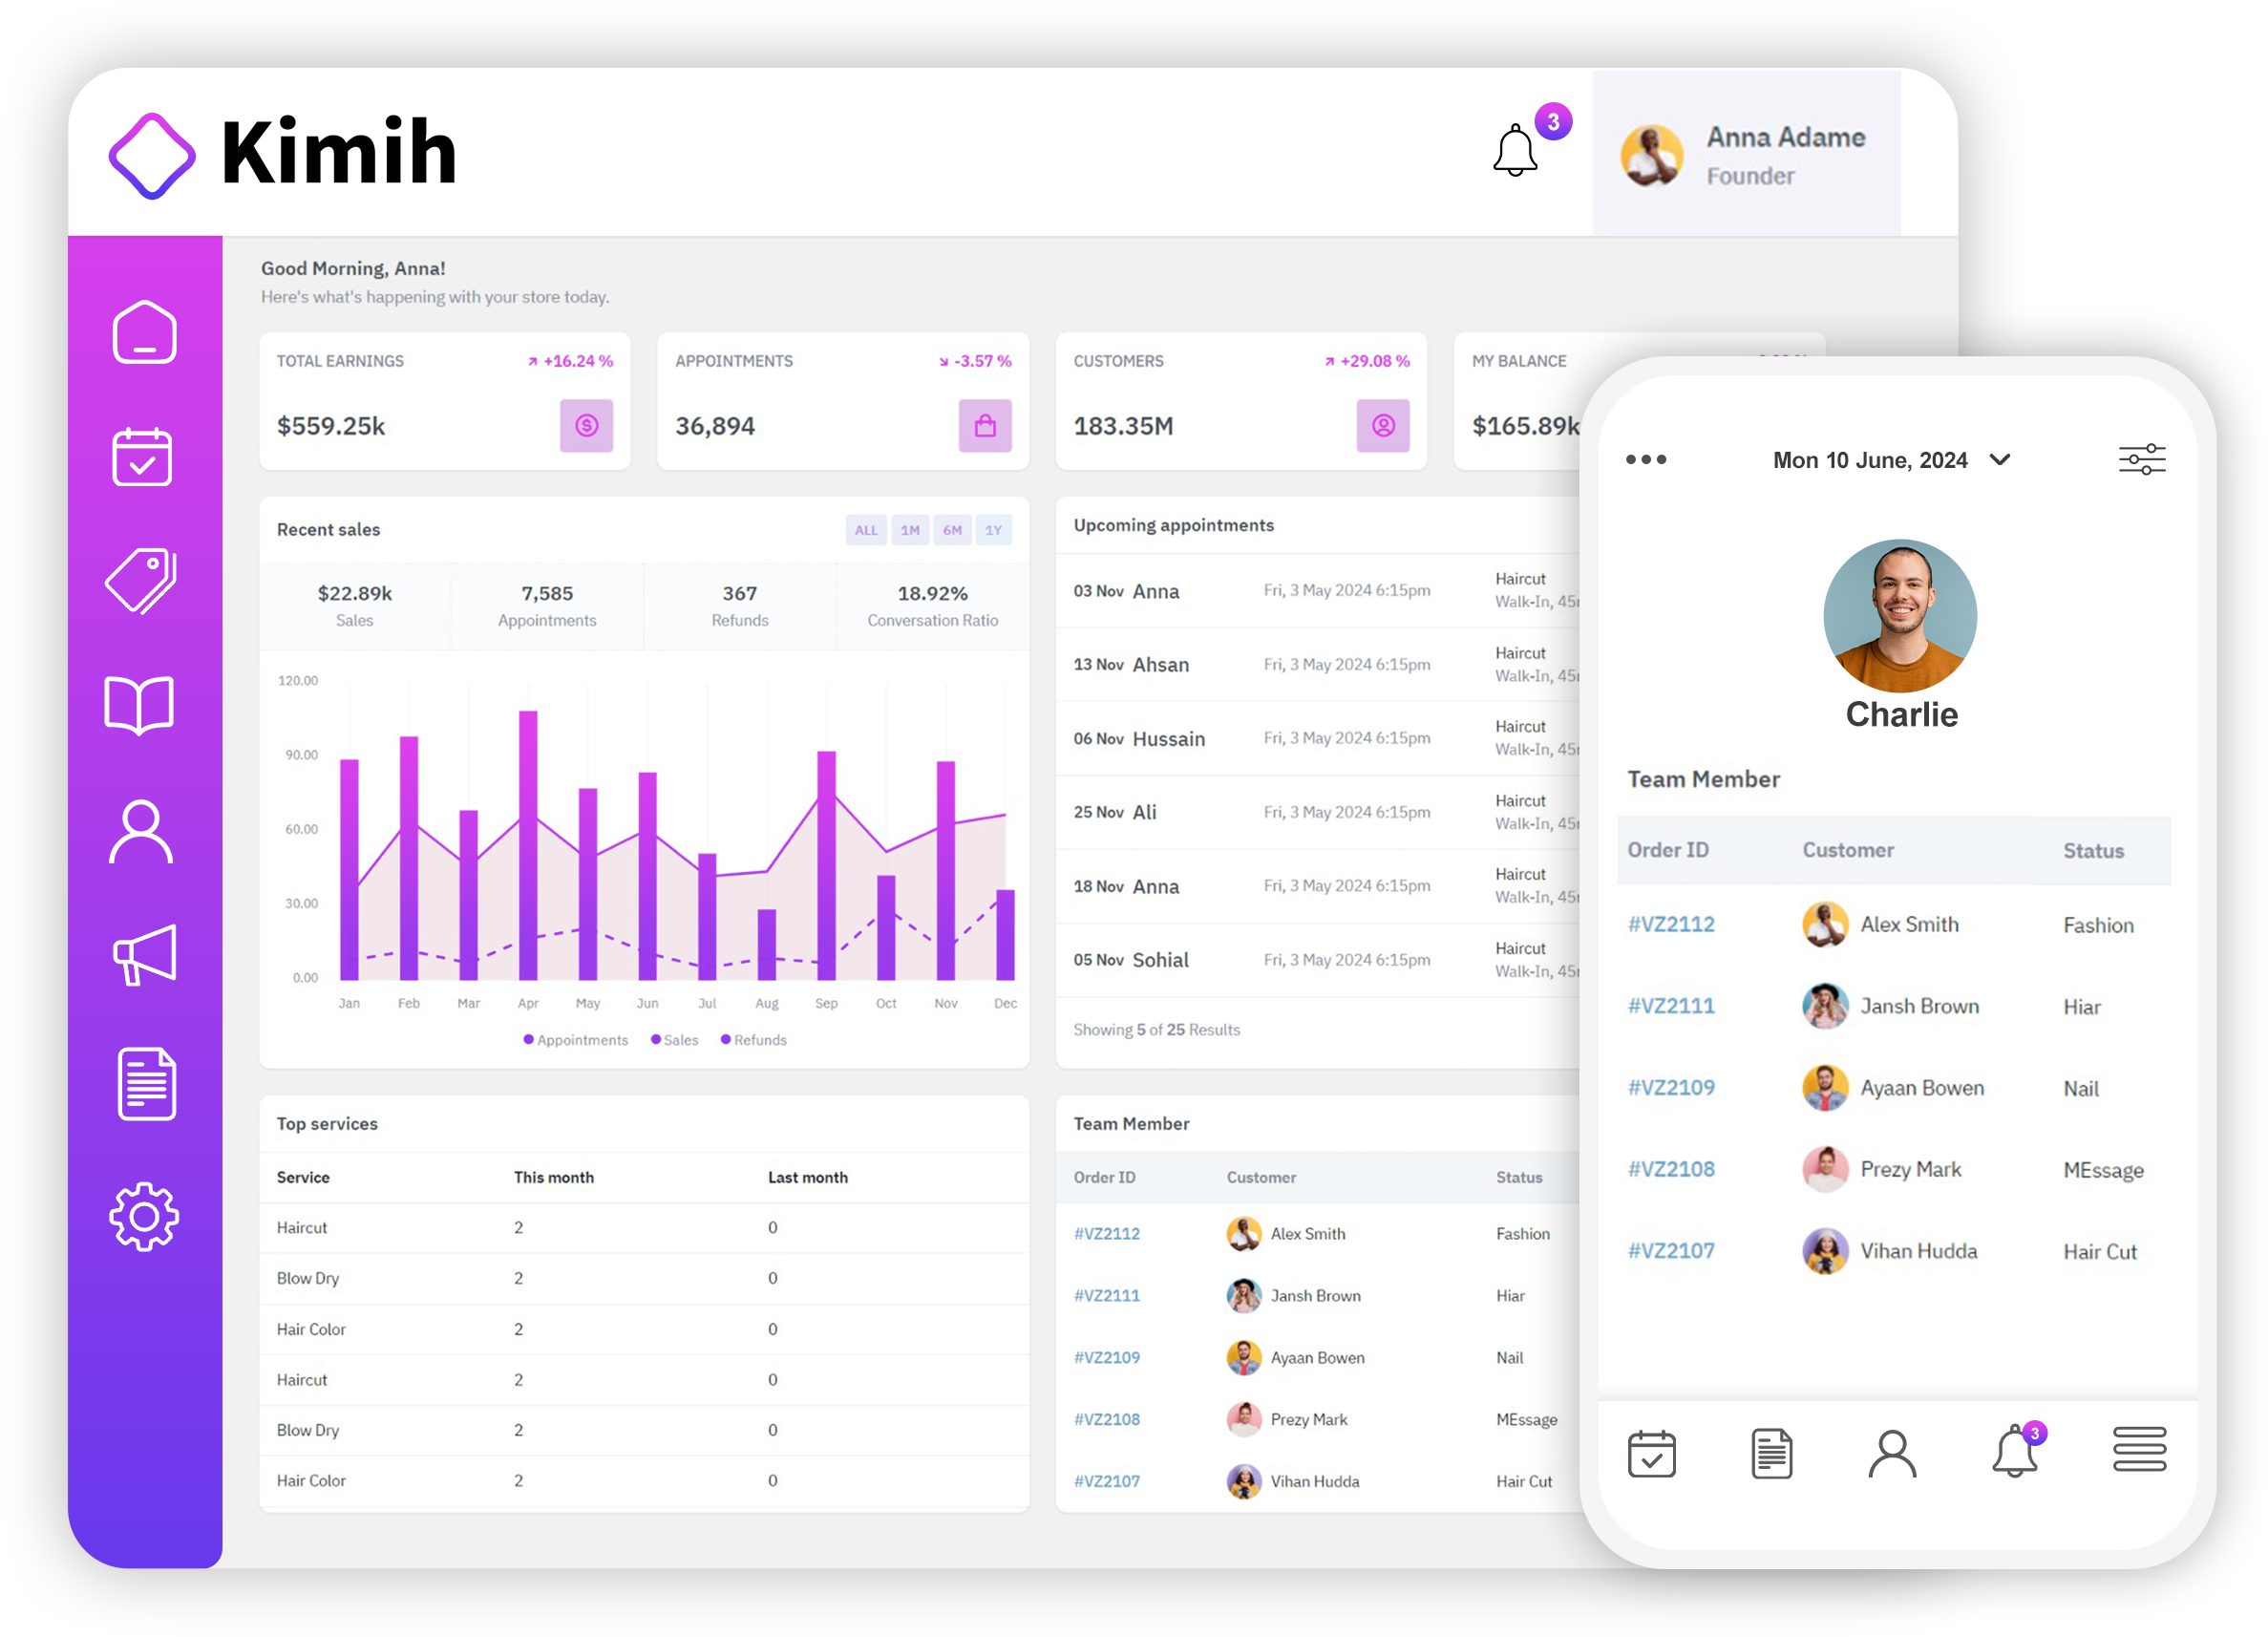 Kimih
3
Anna Adame
Founder
Good Morning, Anna!
Here's what's happening with your store today.
TOTAL EARNINGS +16.24 %
$559.25k
APPOINTMENTS -3.57 %
36,894
CUSTOMERS +29.08 %
183.35M
MY BALANCE
$165.89k
Recent sales
ALL 1M 6M 1Y
$22.89k 7,585 367 18.92%
Sales Appointments Refunds Conversation Ratio
120.00
90.00
60.00
30.00
0.00
Jan Feb Mar Apr May Jun Jul Aug Sep Oct Nov Dec
Appointments Sales Refunds
Upcoming appointments
03 Nov Anna Fri, 3 May 2024 6:15pm Haircut
Walk-In,
13 Nov Ahsan Fri, 3 May 2024 6:15pm Haircut
Walk-In,
06 Nov Hussain Fri, 3 May 2024 6:15pm Haircut
Walk-In,
25 Nov Ali Fri, 3 May 2024 6:15pm Haircut
Walk-In,
18 Nov Anna Fri, 3 May 2024 6:15pm Haircut
Walk-In,
05 Nov Sohial Fri, 3 May 2024 6:15pm Haircut
Walk-In,
Showing 5 of 25 Results
Top services
Service This month Last month
Haircut 2 0
Blow Dry 2 0
Hair Color 2 0
Haircut 2 0
Blow Dry 2 0
Hair Color 2 0
Team Member
Order ID Customer Status
#VZ2112 Alex Smith Fashion
#VZ2111 Jansh Brown Hiar
#VZ2109 Ayaan Bowen Nail
#VZ2108 Prezy Mark MEssage
#VZ2107 Vihan Hudda Hair Cut
Mon 10 June, 2024
Charlie
Team Member
Order ID Customer Status
#VZ2112 Alex Smith Fashion
#VZ2111 Jansh Brown Hiar
#VZ2109 Ayaan Bowen Nail
#VZ2108 Prezy Mark MEssage
#VZ2107 Vihan Hudda Hair Cut
3